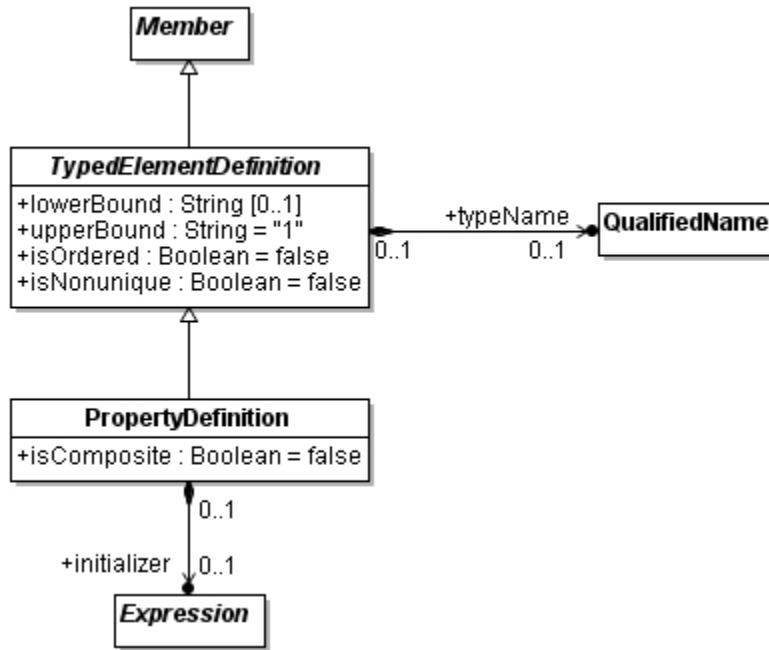 Member
TypedElementDefinition
+lowerBound : String [0..1]
+upperBound : String = "1"
+isOrdered : Boolean = false
+isNonunique : Boolean = false
+typeName
0..1
0..1
QualifiedName
PropertyDefinition
+isComposite : Boolean = false
0..1
+initializer
0..1
Expression